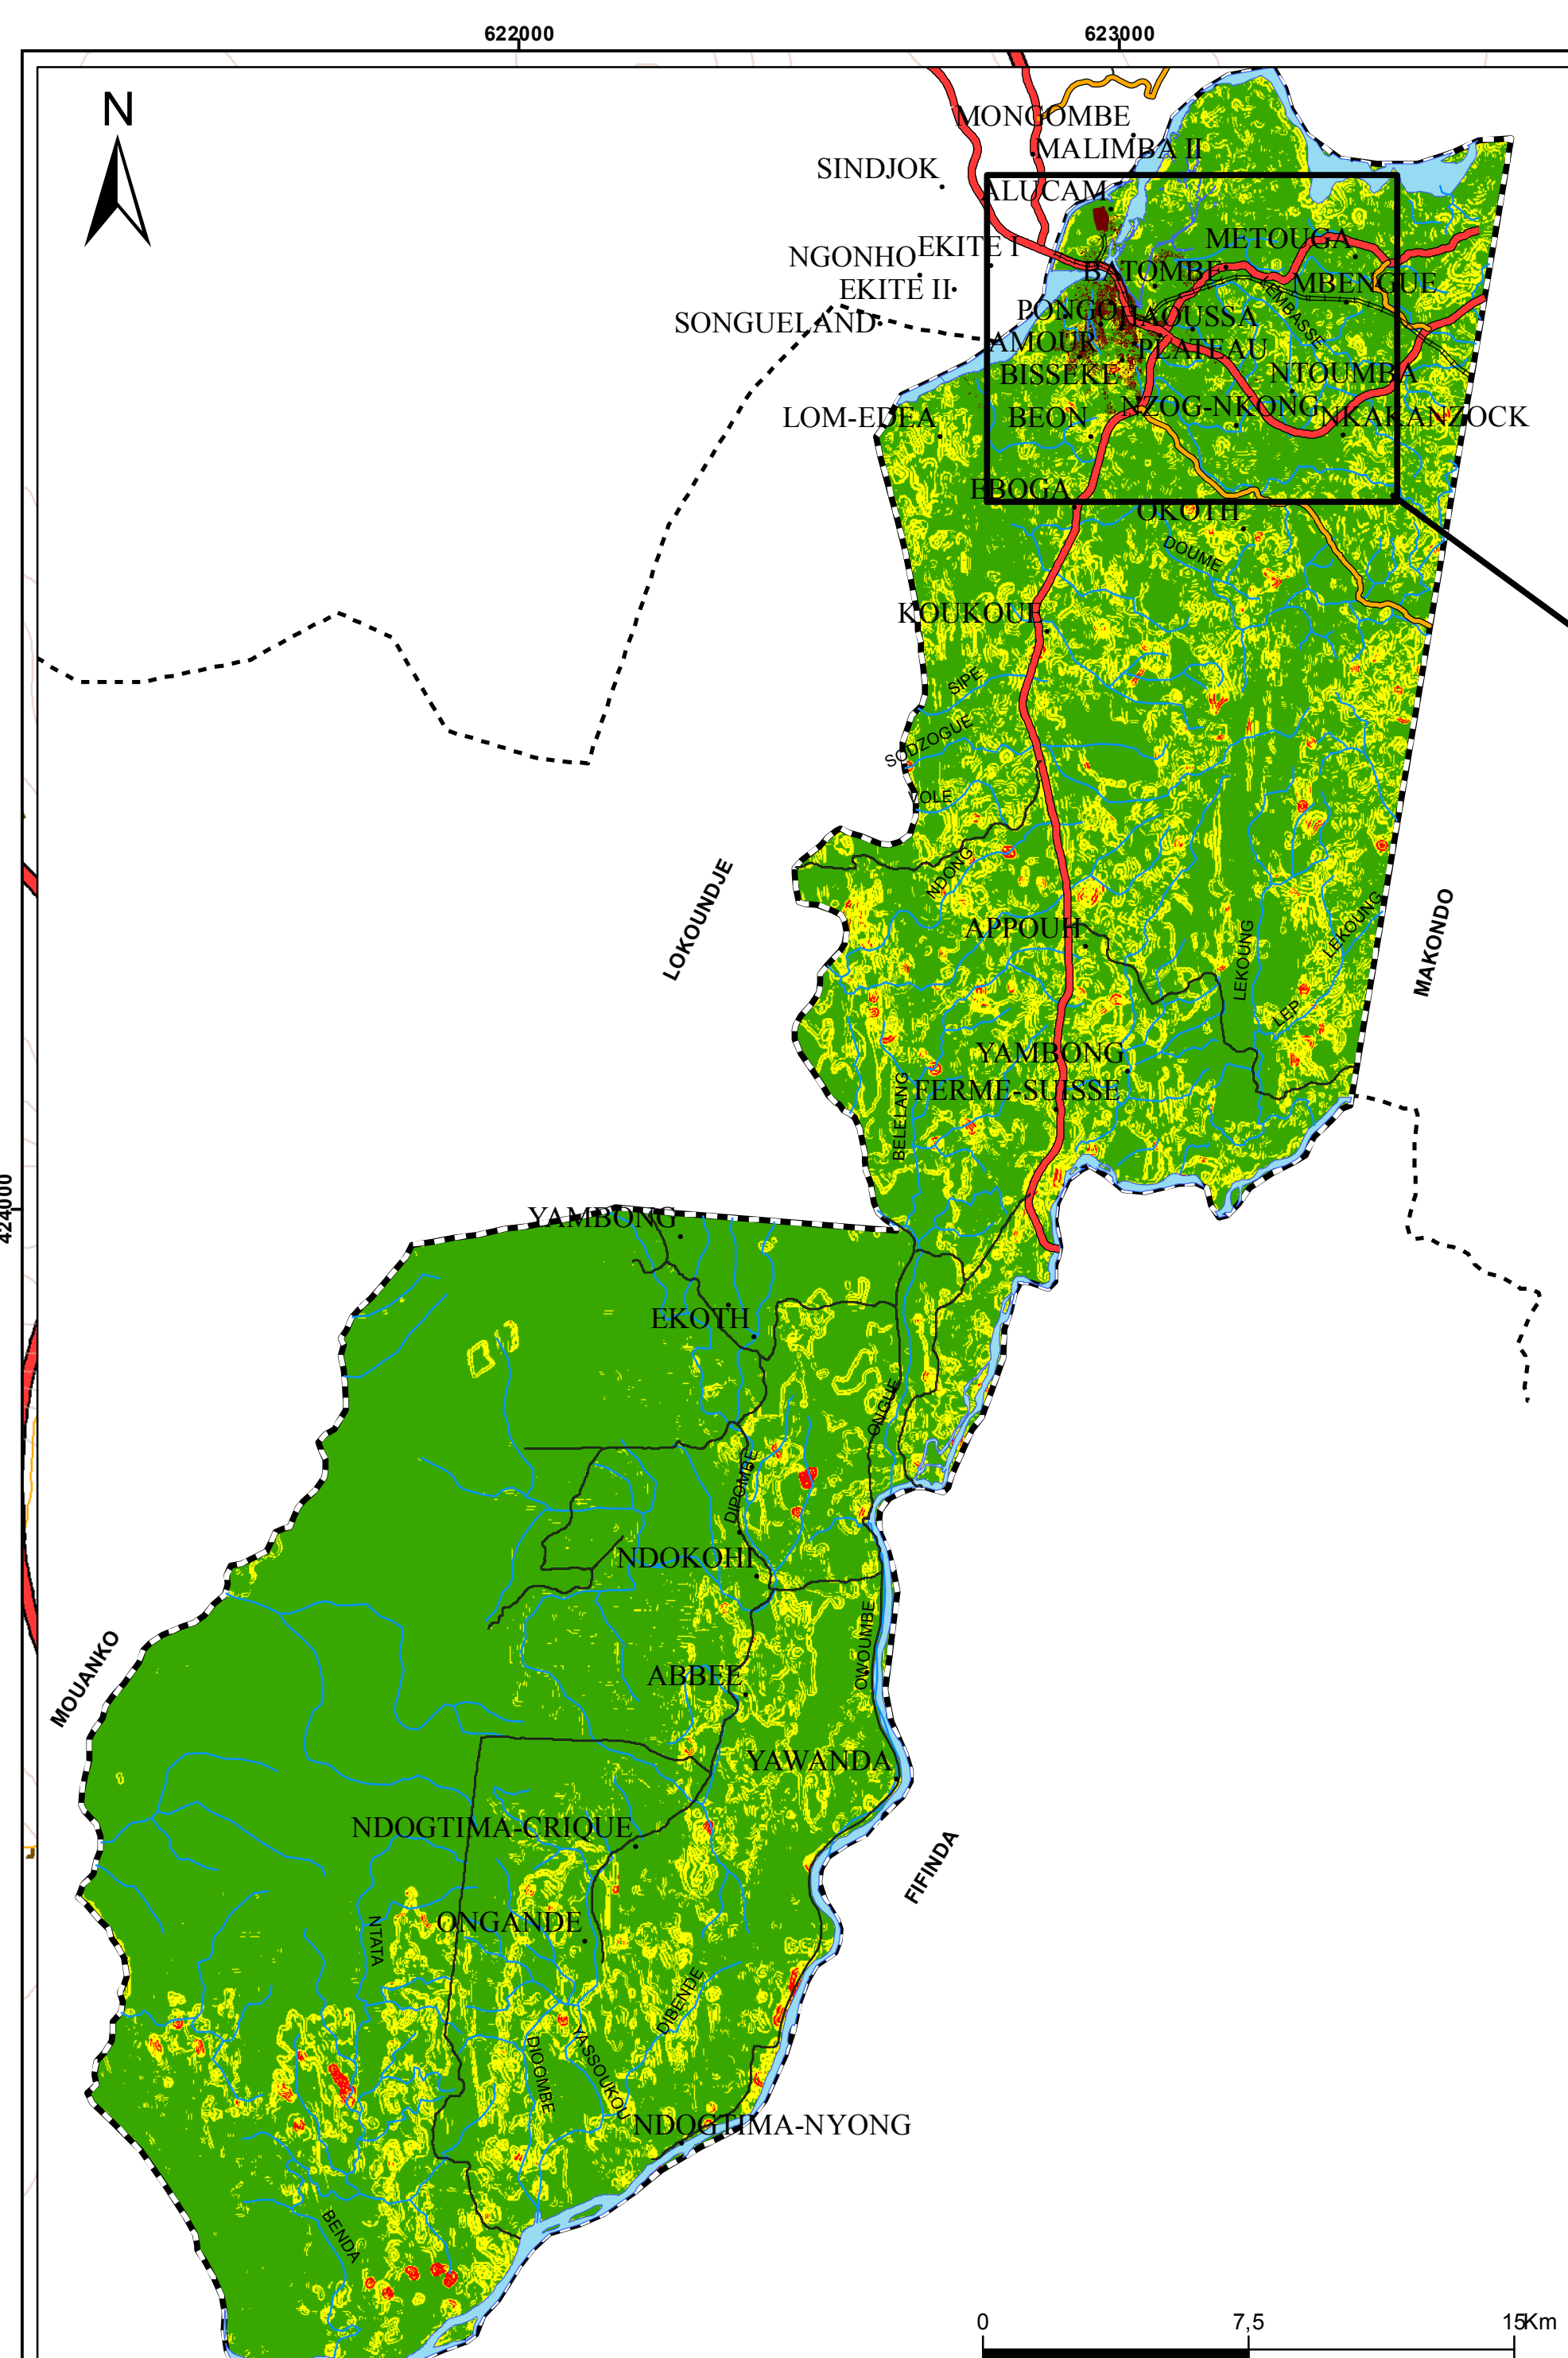 622000
623000
N
MONGOMBE
MALIMBA II
SINDJOK
ALUCAM
METOUGA
EKITE I
NGONHO
BATOMBE
MBENGUE
EKITE II
PONGO
HAOUSSA
LEMBASSE
SONGUELAND
AMOUR
PLATEAU
BISSEKE
NTOUMBA
LOM-EDEA
BEON
NZOG-NKONG
NKAKANZOCK
EBOGA
OKOTH
DOUME
KOUKOUE
SIPE
SODZOGUE
VOLE
NDONG
LOKOUNDJE
APPOUH
LEKOUNG
LEKOUNG
MAKONDO
LEP
YAMBONG
FERME-SUISSE
BELELANG
424000
YAMBONG
EKOTH
ONGUE
DIPOMBE
NDOKOHI
OWOUMBE
MOUANKO
ABBEE
YAWANDA
NDOGTIMA-CRIQUE
FIFINDA
ONGANDE
NTATA
DIBENDE
DIOOMBE
YASSOUKOU
NDOGTIMA-NYONG
BENDA
0 7,5 15Km